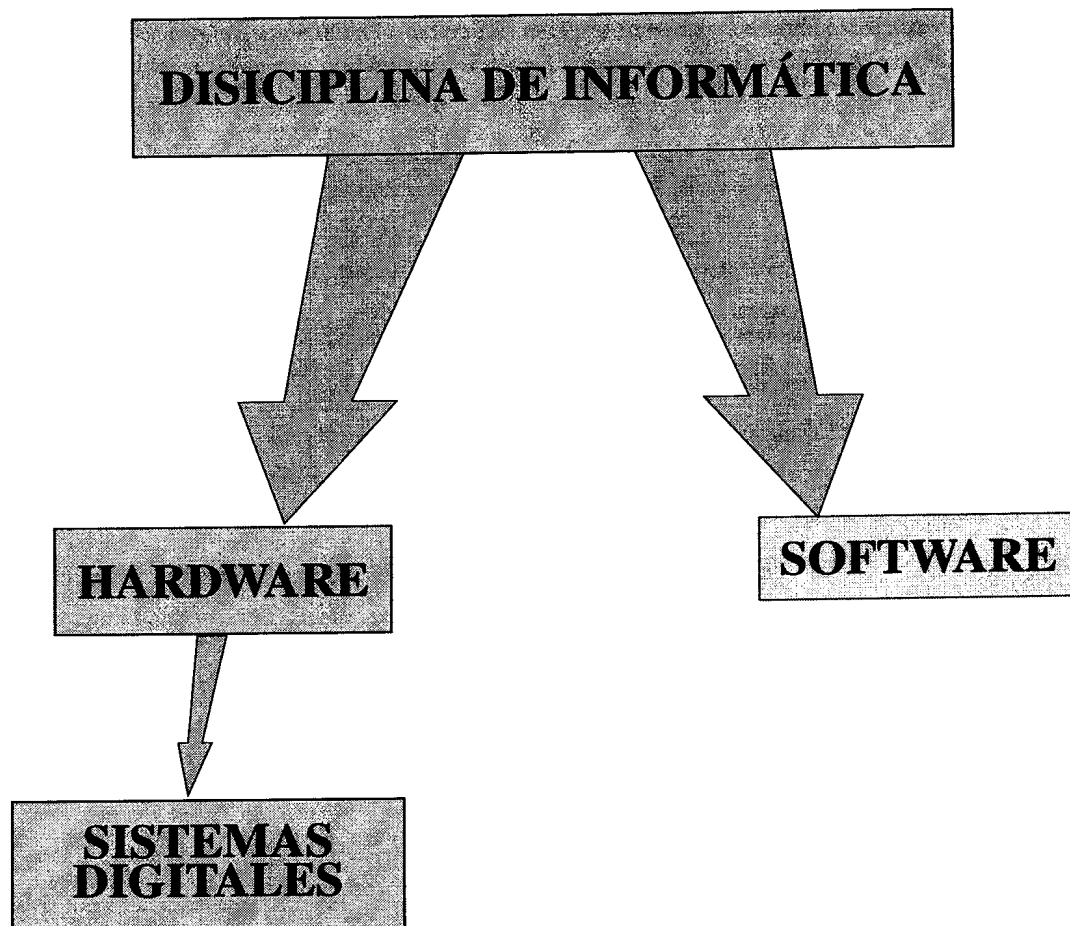 DISICIPLINA DE INFORMÁTICA
HARDWARE
SOFTWARE
SISTEMAS
DIGITALES